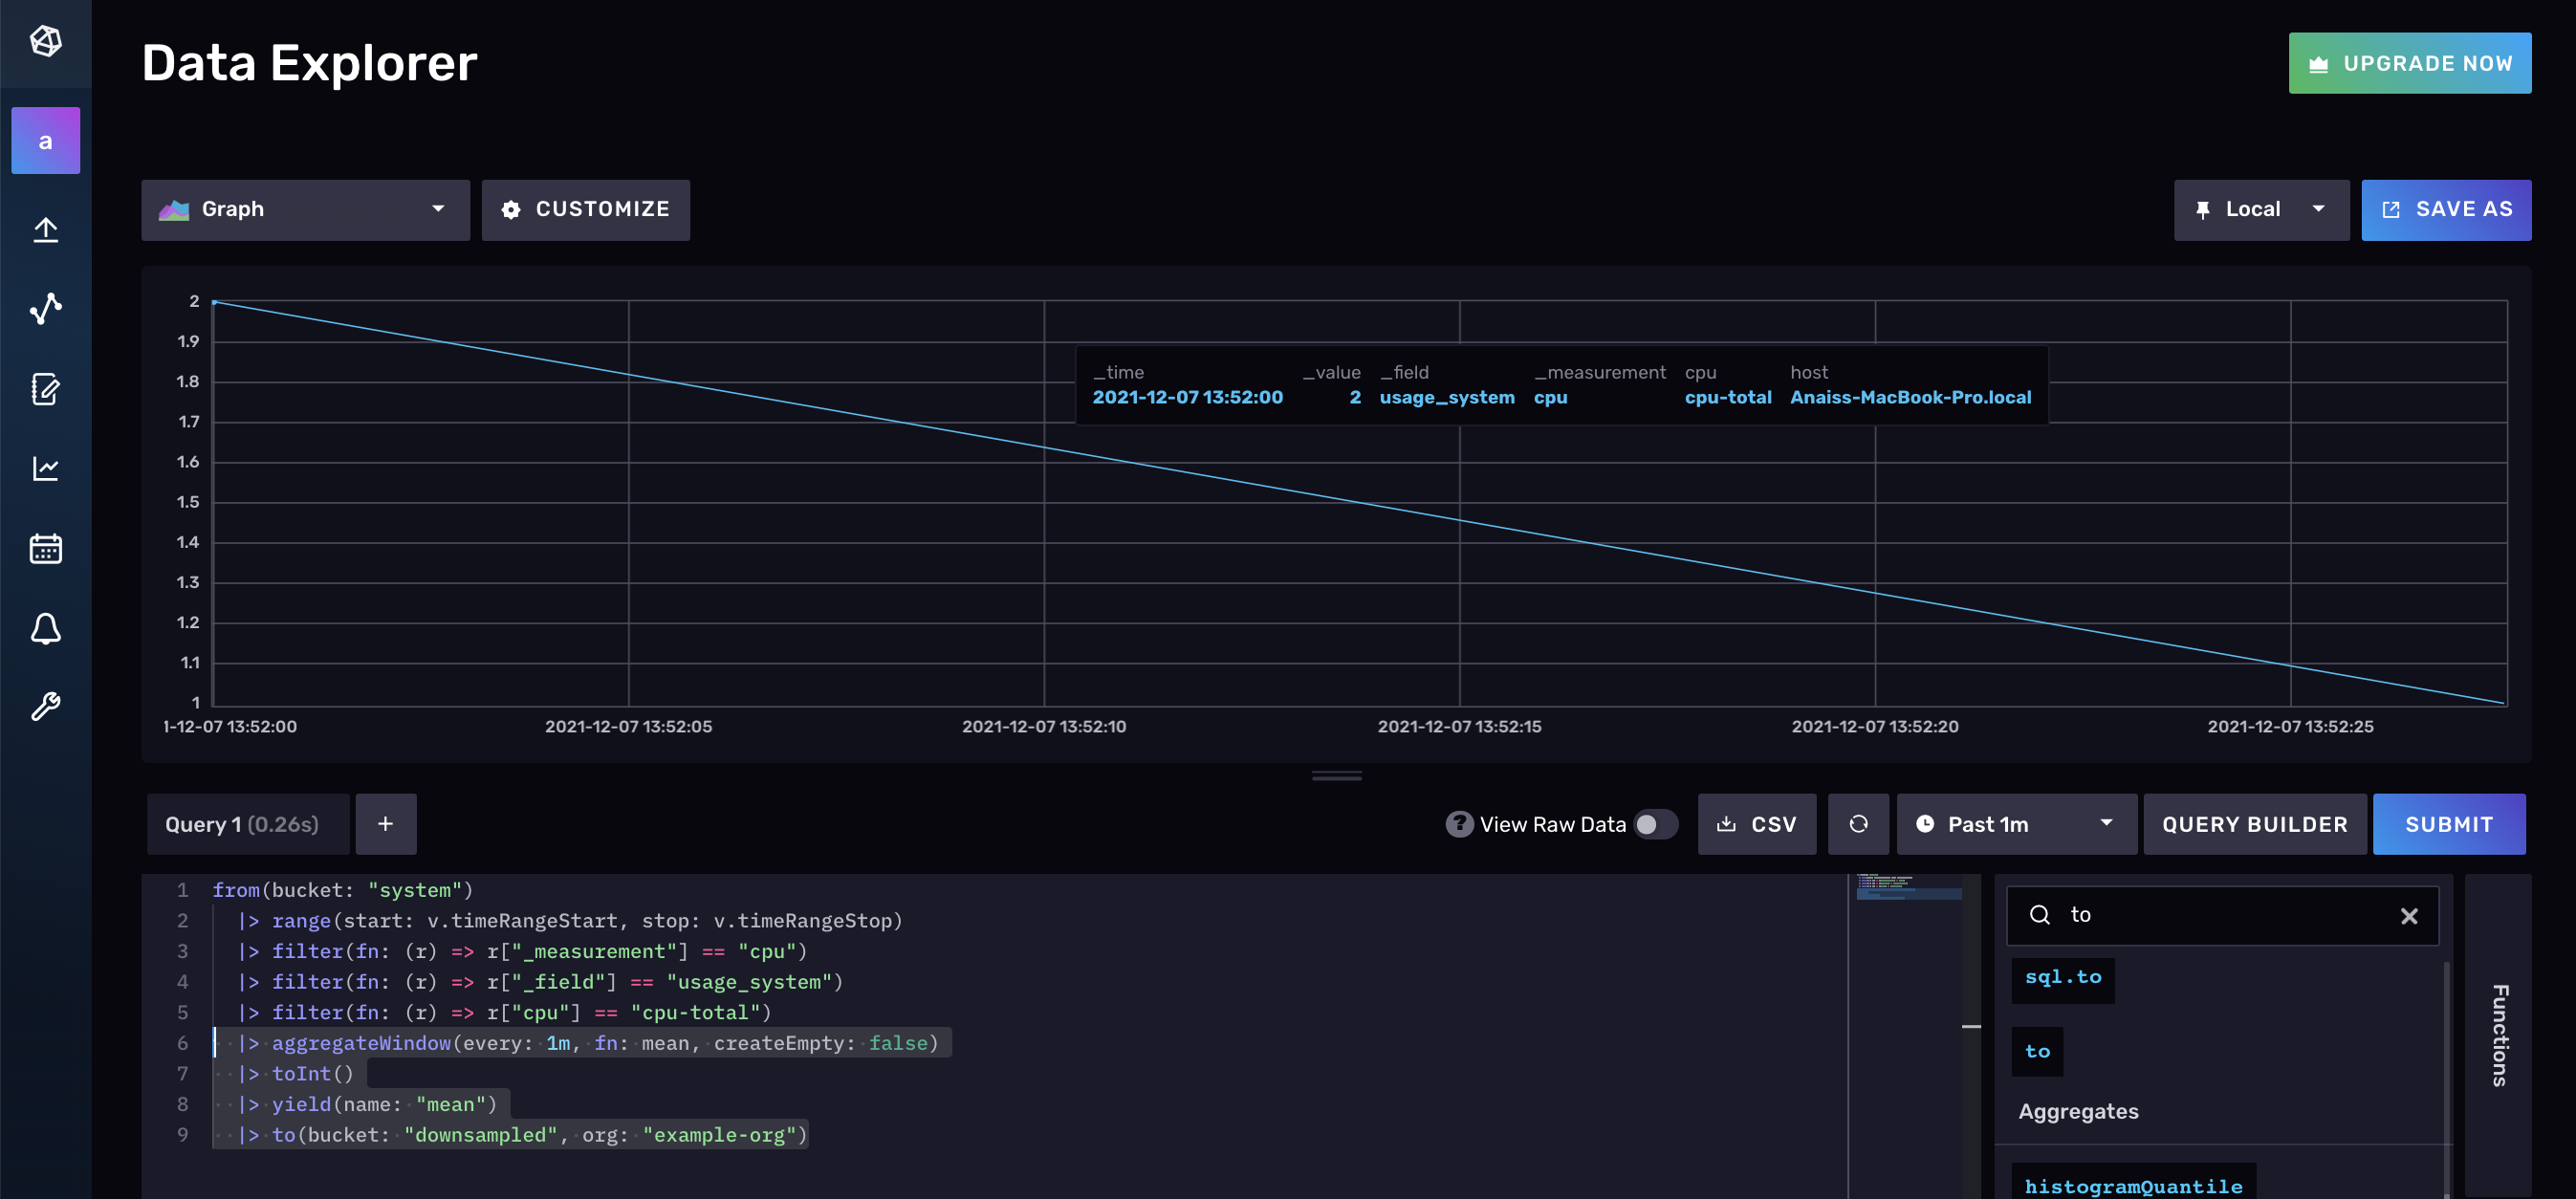 Data Explorer
UPGRADE NOW
a
Graph
CUSTOMIZE
Local
SAVE AS
2
1.9
1.8
1.7
1.6
1.5
1.4
1.3
1.2
1.1
1
_time _value _field _measurement cpu host
2021-12-07 13:52:00 2 usage_system cpu cpu-total Anaiss-MacBook-Pro.local
1-12-07 13:52:00 2021-12-07 13:52:05 2021-12-07 13:52:10 2021-12-07 13:52:15 2021-12-07 13:52:20 2021-12-07 13:52:25
Query 1 (0.26s)
+
? View Raw Data
CSV
Past 1m
QUERY BUILDER
SUBMIT
1 from(bucket: "system")
2 |> range(start: v.timeRangeStart, stop: v.timeRangeStop)
3 |> filter(fn: (r) => r["_measurement"] == "cpu")
4 |> filter(fn: (r) => r["_field"] == "usage_system")
5 |> filter(fn: (r) => r["cpu"] == "cpu-total")
6 |> aggregateWindow(every: 1m, fn: mean, createEmpty: false)
7 |> toInt()
8 |> yield(name: "mean")
9 |> to(bucket: "downsampled", org: "example-org")
to
sql.to
to
Aggregates
histogramQuantile
Functions